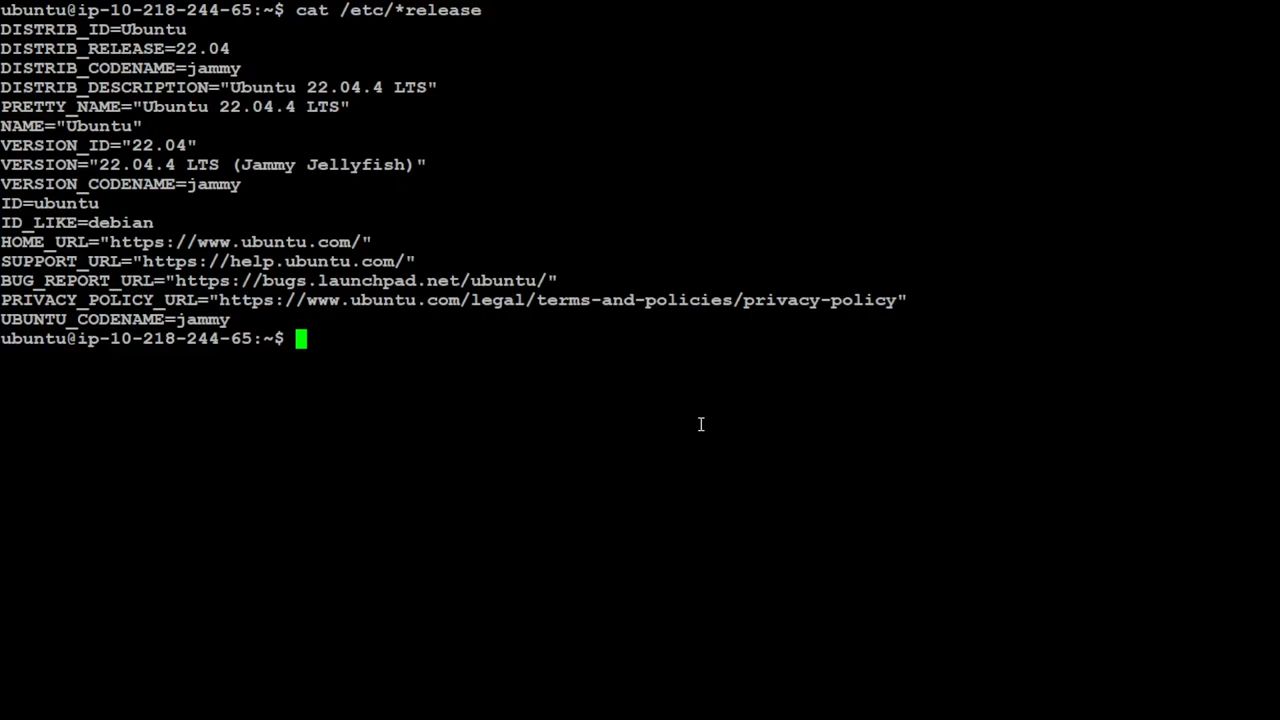 ubuntu@ip-10-218-244-65:~$ cat /etc/*release
DISTRIB_ID=Ubuntu
DISTRIB_RELEASE=22.04
DISTRIB_CODENAME=jammy
DISTRIB_DESCRIPTION="Ubuntu 22.04.4 LTS"
PRETTY_NAME="Ubuntu 22.04.4 LTS"
NAME="Ubuntu"
VERSION_ID="22.04"
VERSION="22.04.4 LTS (Jammy Jellyfish)"
VERSION_CODENAME=jammy
ID=ubuntu
ID_LIKE=debian
HOME_URL="https://www.ubuntu.com/"
SUPPORT_URL="https://help.ubuntu.com/"
BUG_REPORT_URL="https://bugs.launchpad.net/ubuntu/"
PRIVACY_POLICY_URL="https://www.ubuntu.com/legal/terms-and-policies/privacy-policy"
UBUNTU_CODENAME=jammy
ubuntu@ip-10-218-244-65:~$